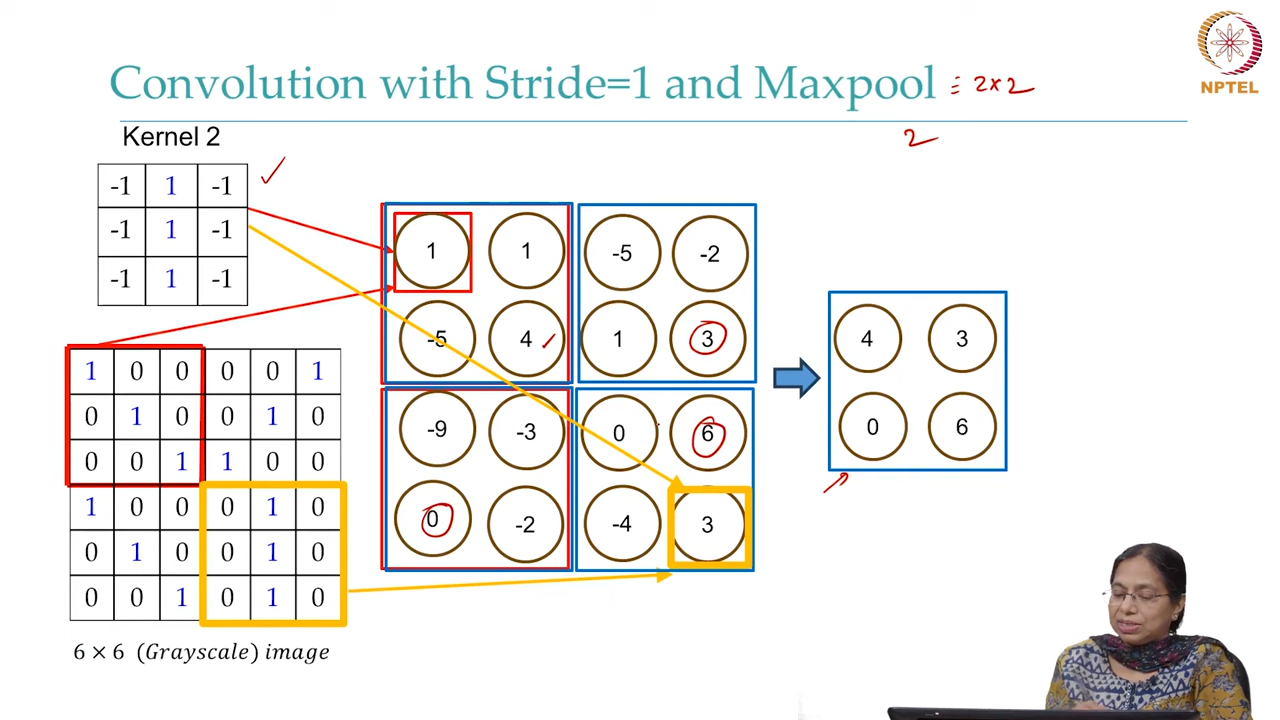 Convolution with Stride=1 and Maxpool = 2x2
2
NPTEL
Kernel 2
-1 1 -1
-1 1 -1
-1 1 -1
1 0 0 0 0 1
0 1 0 0 1 0
0 0 1 1 0 0
1 0 0 0 1 0
0 1 0 0 1 0
0 0 1 0 1 0
6 × 6 (Grayscale) image
1 1 -5 -2
-5 4 1 3
-9 -3 0 6
0 -2 -4 3
4 3
0 6